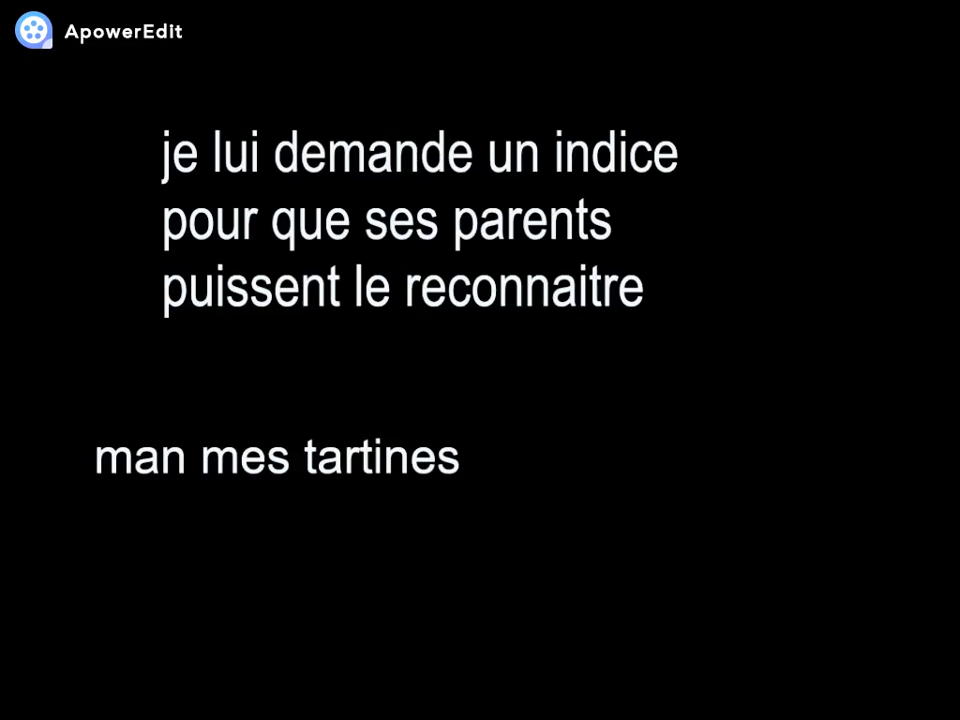 ApowerEdit
je lui demande un indice
pour que ses parents
puissent le reconnaitre
man mes tartines